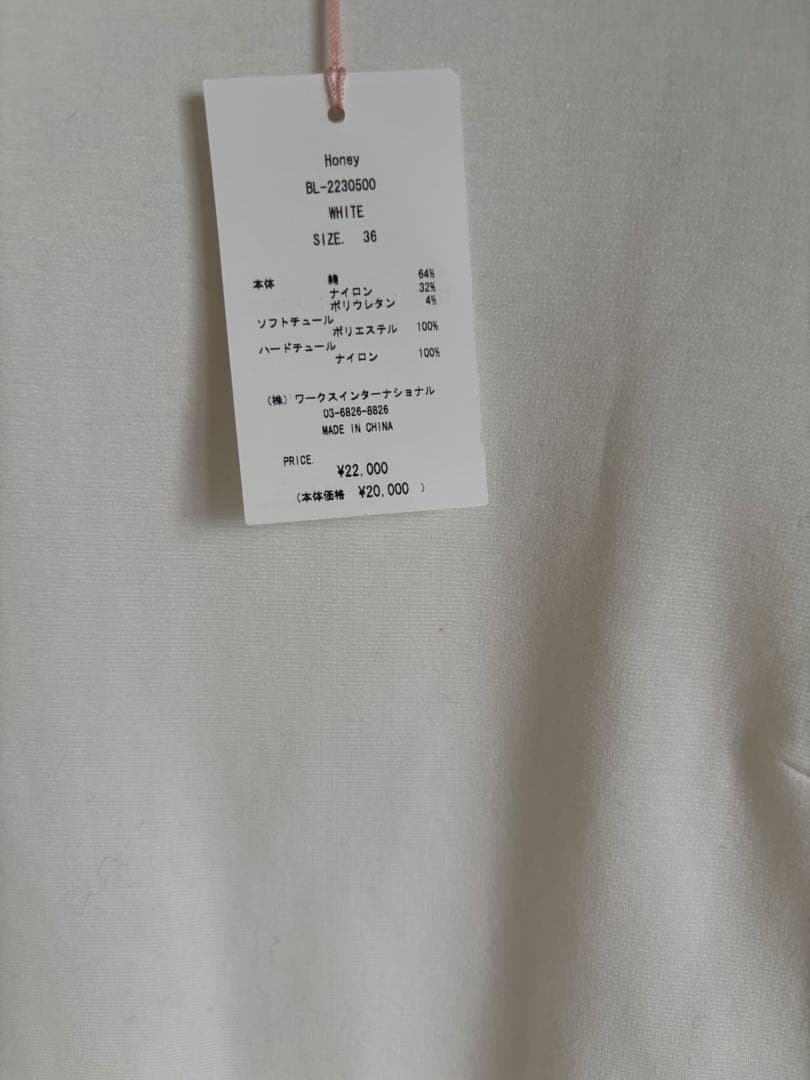 Honey
BL-2230500
WHITE
SIZE. 36
本体 綿 64%
ナイロン 32%
ポリウレタン 4%
ソフトチュール
ポリエステル 100%
ハードチュール
ナイロン 100%
(株)ワークスインターナショナル
03-6826-8826
MADE IN CHINA
PRICE.
¥22,000
(本体価格 ¥20,000 )